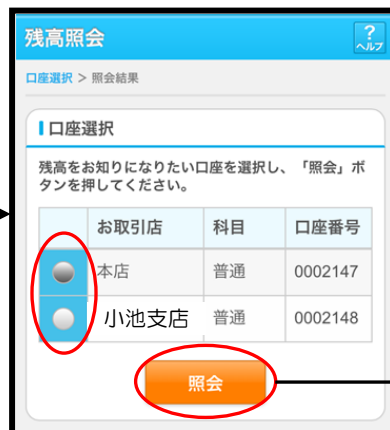 残高照会
?
ヘルプ
口座選択 > 照会結果
口座選択
残高をお知りになりたい口座を選択し、「照会」ボ
タンを押してください。
お取引店 科目 口座番号
本店 普通 0002147
小池支店 普通 0002148
照会